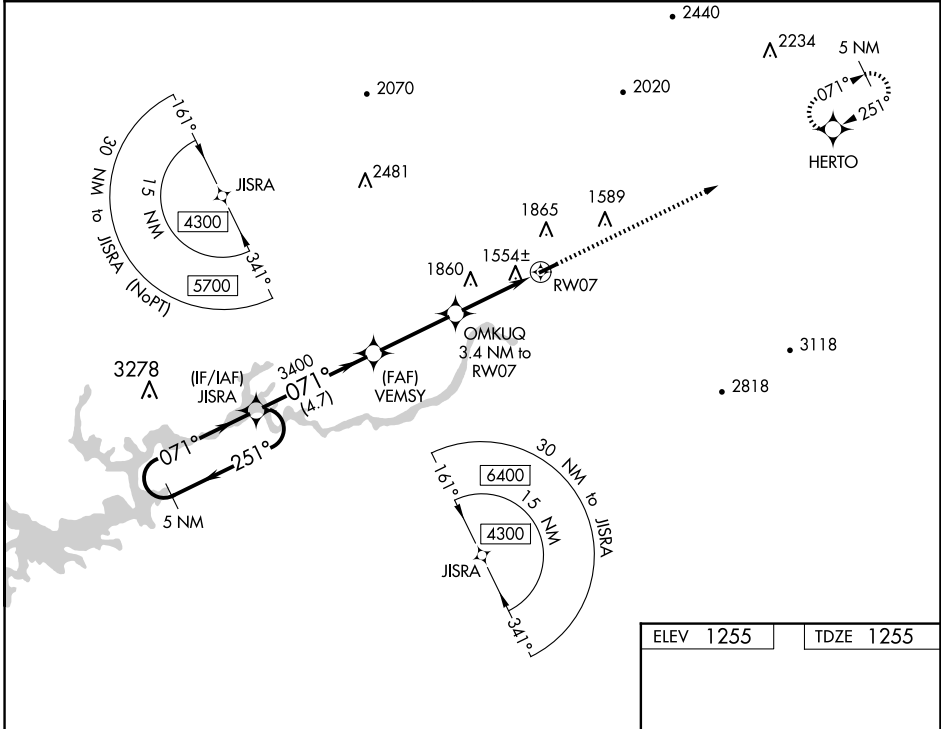 2440
2234
5 NM
071°
251°
HERTO
2070
2020
161°
JISRA
30 NM to JISRA (NoPT)
15 NM
4300
341°
5700
2481
1865
1589
1860
1554±
RW07
OMKUQ
3.4 NM to
RW07
3118
2818
3278
(IF/IAF)
JISRA
3400
071°
(4.7)
(FAF)
VEMSY
071°
251°
5 NM
30 NM to JISRA
6400
161°
15 NM
4300
JISRA
341°
ELEV 1255
TDZE 1255